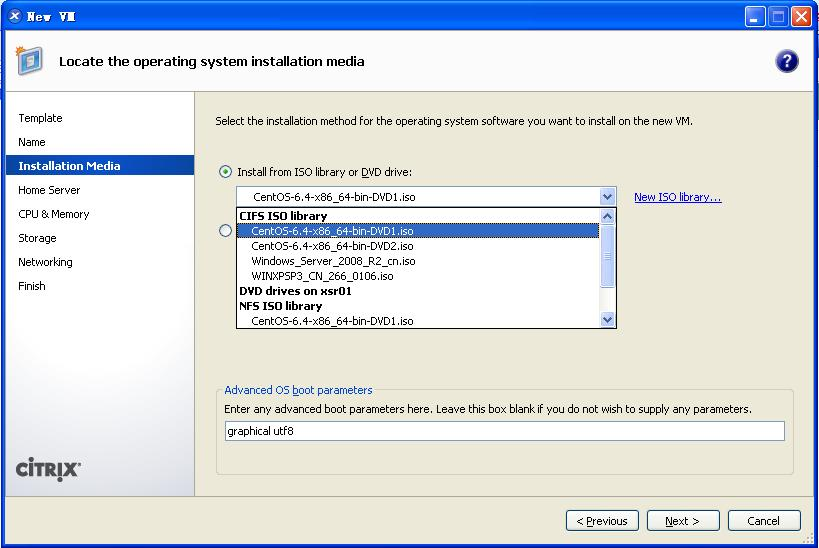 New VM
Locate the operating system installation media
?
Template
Name
Installation Media
Home Server
CPU & Memory
Storage
Networking
Finish
CITRIX
Select the installation method for the operating system software you want to install on the new VM.
Install from ISO library or DVD drive:
CentOS-6.4-x86_64-bin-DVD1.iso
New ISO library...
CIFS ISO library
CentOS-6.4-x86_64-bin-DVD1.iso
CentOS-6.4-x86_64-bin-DVD2.iso
Windows_Server_2008_R2_cn.iso
WINXPSP3_CN_266_0106.iso
DVD drives on xsr01
NFS ISO library
CentOS-6.4-x86_64-bin-DVD1.iso
Advanced OS boot parameters
Enter any advanced boot parameters here. Leave this box blank if you do not wish to supply any parameters.
graphical utf8
< Previous
Next >
Cancel